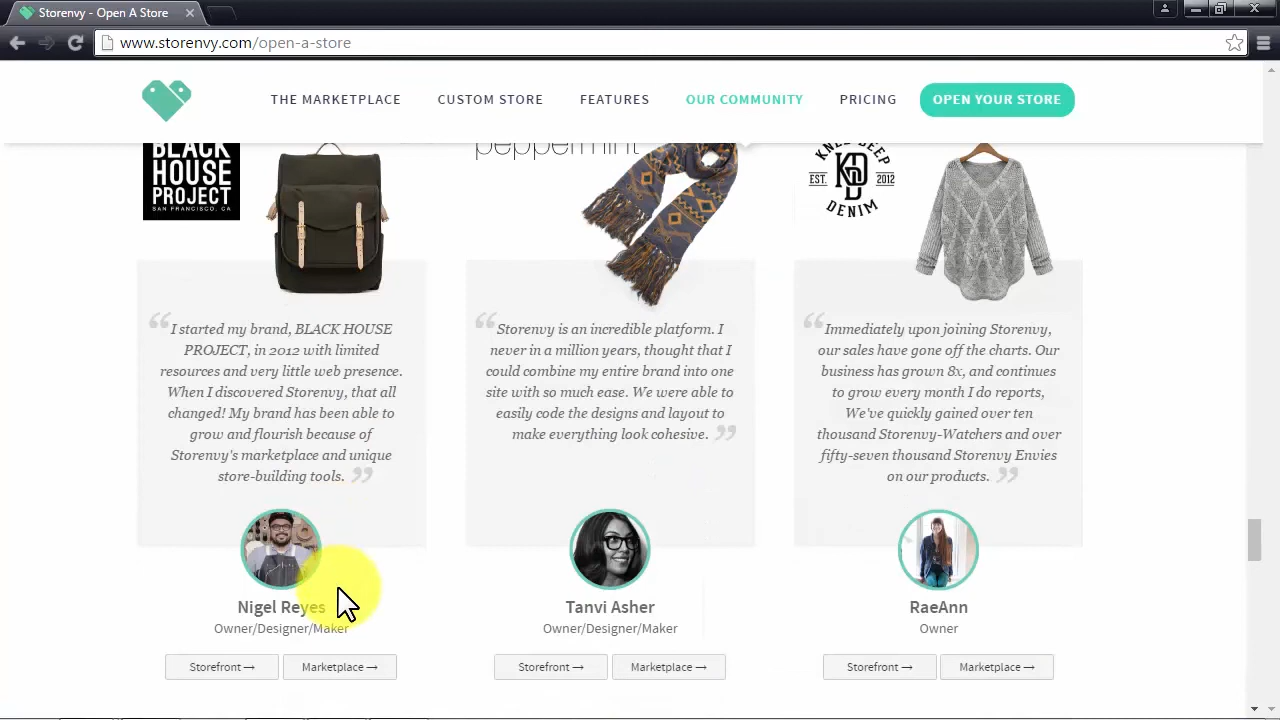 Storenvy - Open A Store
www.storenvy.com/open-a-store
THE MARKETPLACE
CUSTOM STORE
FEATURES
OUR COMMUNITY
PRICING
OPEN YOUR STORE
BLACK
HOUSE
PROJECT
SAN FRANCISCO, CA
peppermint
KNEE DEEP
EST. KDD 2012
DENIM
“ I started my brand, BLACK HOUSE
PROJECT, in 2012 with limited
resources and very little web presence.
When I discovered Storenvy, that all
changed! My brand has been able to
grow and flourish because of
Storenvy's marketplace and unique
store-building tools. ”
Nigel Reyes
Owner/Designer/Maker
Storefront → Marketplace →
“ Storenvy is an incredible platform. I
never in a million years, thought that I
could combine my entire brand into one
site with so much ease. We were able to
easily code the designs and layout to
make everything look cohesive. ”
Tanvi Asher
Owner/Designer/Maker
Storefront → Marketplace →
“ Immediately upon joining Storenvy,
our sales have gone off the charts. Our
business has grown 8x, and continues
to grow every month I do reports,
We've quickly gained over ten
thousand Storenvy-Watchers and over
fifty-seven thousand Storenvy Envies
on our products. ”
RaeAnn
Owner
Storefront → Marketplace →